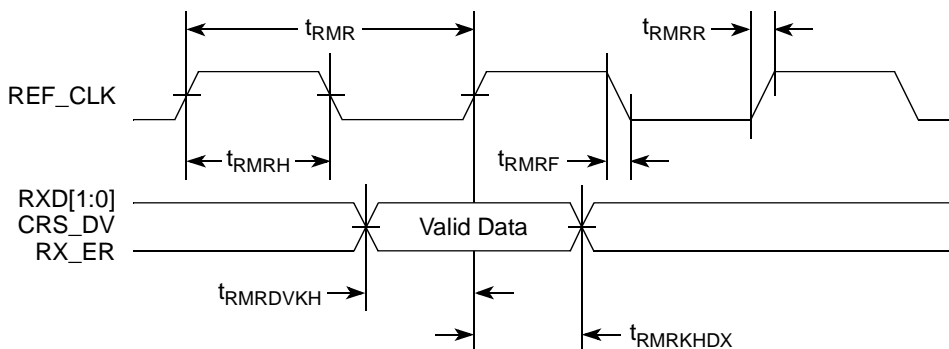 tRMR
tRMRR
REF_CLK
tRMRH
tRMRF
RXD[1:0]
CRS_DV
RX_ER
Valid Data
tRMRDVKH
tRMRKHDX